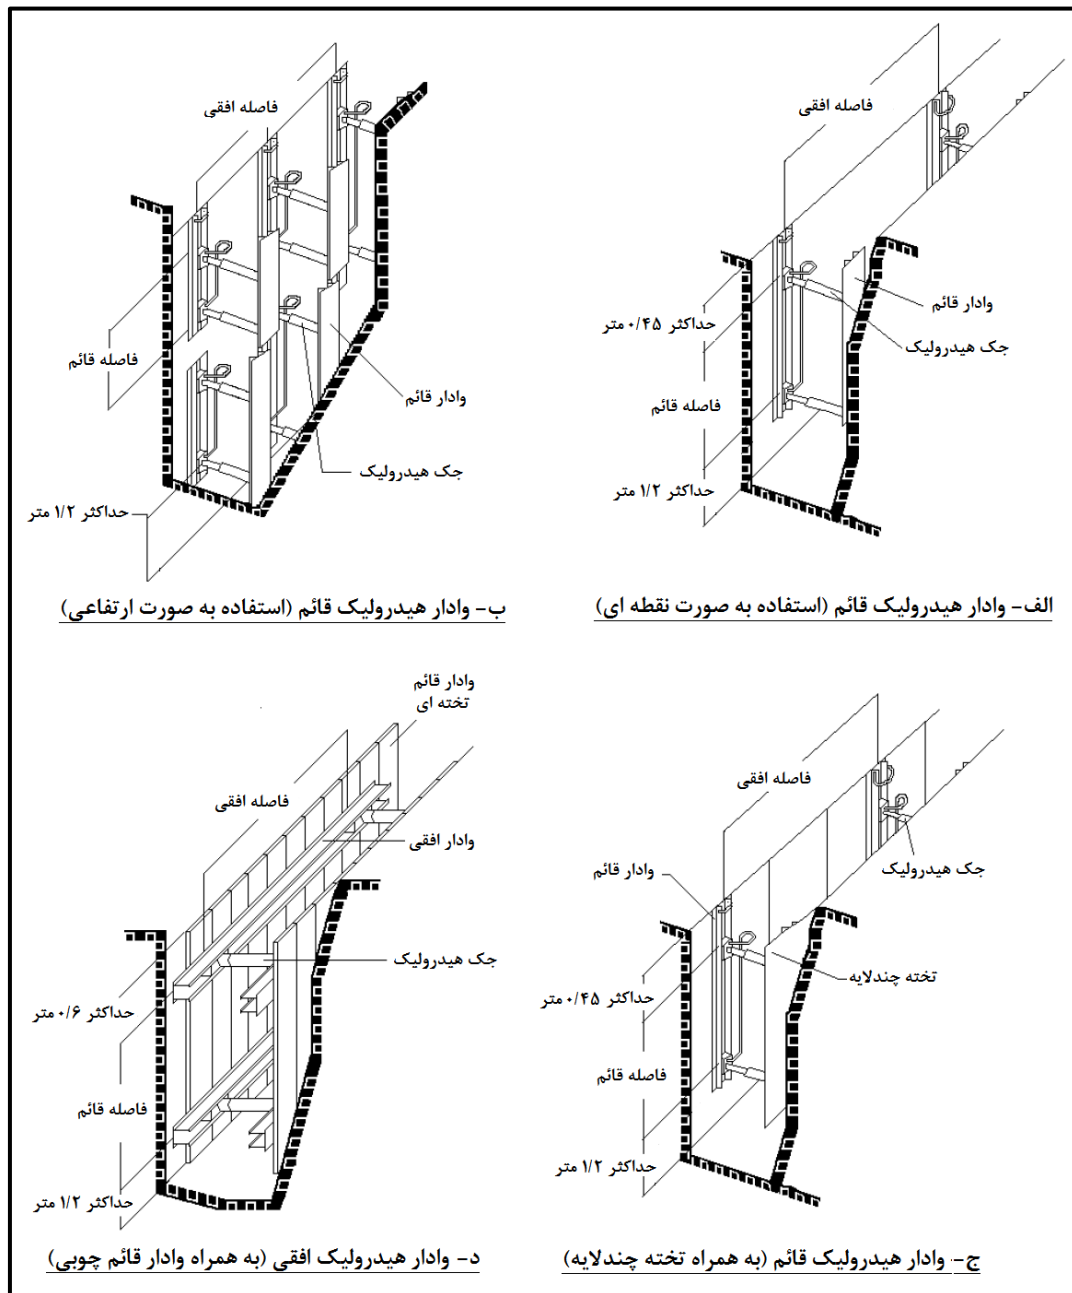 فاصله افقی
حداکثر ۰/۴۵ متر
وادار قائم
جک هیدرولیک
فاصله قائم
حداکثر ۱/۲ متر
الف- وادار هیدرولیک قائم (استفاده به صورت نقطه ای)
فاصله افقی
فاصله قائم
وادار قائم
جک هیدرولیک
حداکثر ۱/۲ متر
ب- وادار هیدرولیک قائم (استفاده به صورت ارتفاعی)
فاصله افقی
وادار قائم
جک هیدرولیک
تخته چندلایه
حداکثر ۰/۴۵ متر
فاصله قائم
حداکثر ۱/۲ متر
ج- وادار هیدرولیک قائم (به همراه تخته چندلایه)
وادار قائم
تخته ای
فاصله افقی
وادار افقی
جک هیدرولیک
حداکثر ۰/۶ متر
فاصله قائم
حداکثر ۱/۲ متر
د- وادار هیدرولیک افقی (به همراه وادار قائم چوبی)